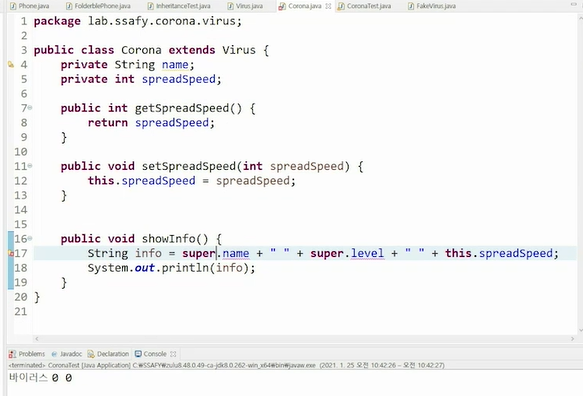 Phone.java FolderblePhone.java InheritanceTest.java Virus.java Corona.java CoronaTest.java FakeVirus.java
1 package lab.ssafy.corona.virus;
2
3 public class Corona extends Virus {
4 private String name;
5 private int spreadSpeed;
6
7 public int getSpreadSpeed() {
8 return spreadSpeed;
9 }
10
11 public void setSpreadSpeed(int spreadSpeed) {
12 this.spreadSpeed = spreadSpeed;
13 }
14
15
16 public void showInfo() {
17 String info = super.name + " " + super.level + " " + this.spreadSpeed;
18 System.out.println(info);
19 }
20 }
21
Problems Javadoc Declaration Console
<terminated> CoronaTest [Java Application] C:₩SSAFY₩zulu8.48.0.49-ca-jdk8.0.262-win_x64₩bin₩javaw.exe (2021. 1. 25 오전 10:42:26 – 오전 10:42:27)
바이러스 0 0